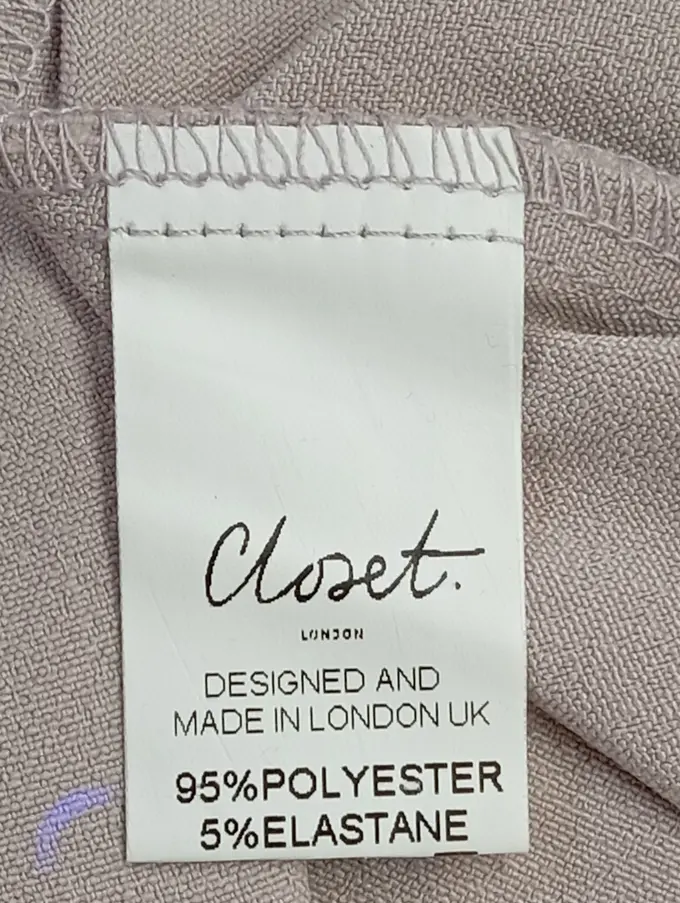 Closet.
LONDON
DESIGNED AND
MADE IN LONDON UK
95%POLYESTER
5%ELASTANE